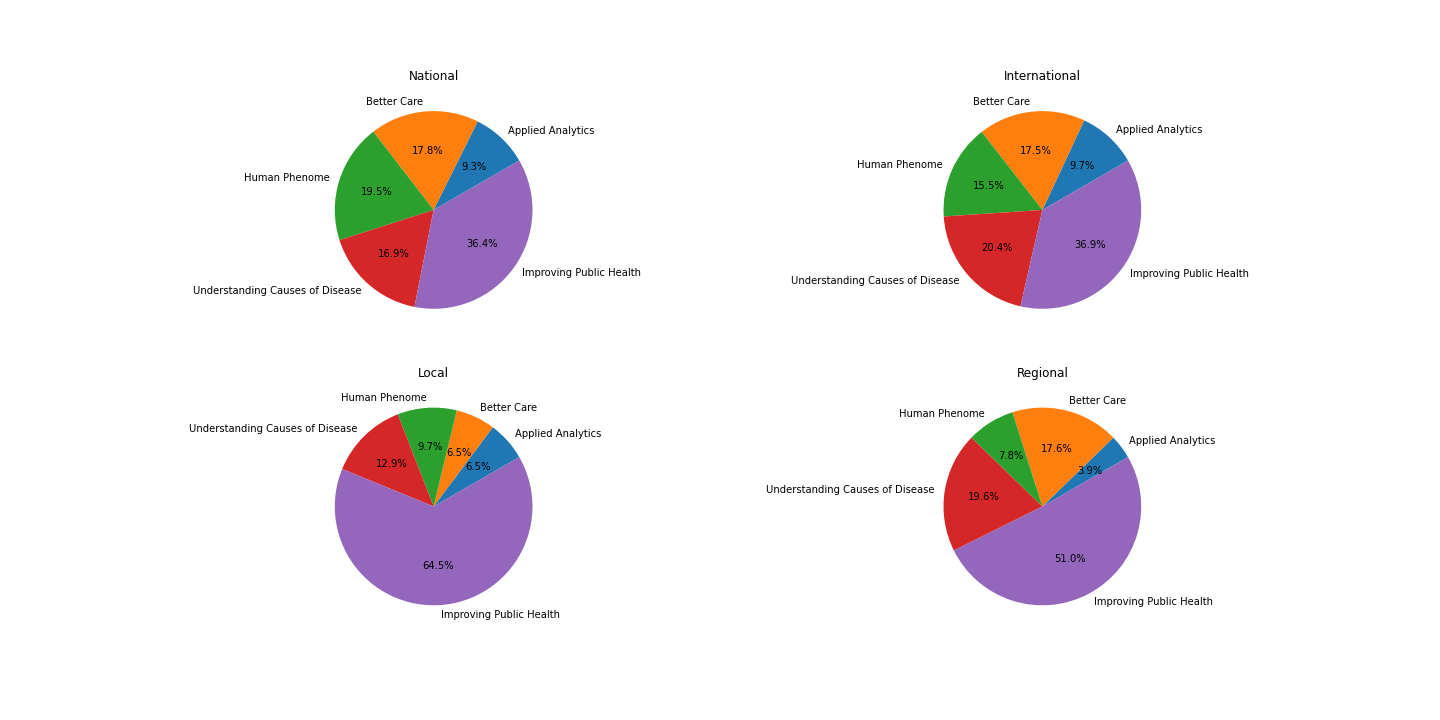 National
Better Care
Applied Analytics
17.8%
9.3%
Human Phenome
19.5%
16.9%
36.4%
Improving Public Health
Understanding Causes of Disease
International
Better Care
Applied Analytics
17.5%
9.7%
Human Phenome
15.5%
20.4%
36.9%
Improving Public Health
Understanding Causes of Disease
Local
Human Phenome
Better Care
Understanding Causes of Disease
Applied Analytics
9.7%
6.5%
12.9%
6.5%
64.5%
Improving Public Health
Regional
Better Care
Human Phenome
Applied Analytics
17.6%
7.8%
3.9%
Understanding Causes of Disease
19.6%
51.0%
Improving Public Health